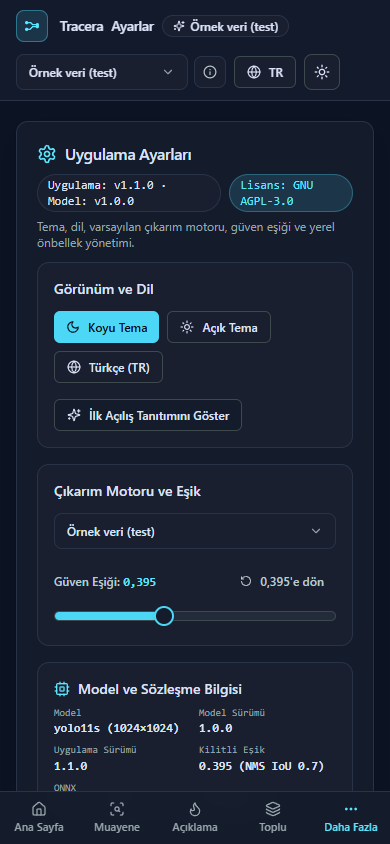 Tracera Ayarlar Örnek veri (test)
Örnek veri (test) TR
Uygulama Ayarları
Uygulama: v1.1.0 · Model: v1.0.0
Lisans: GNU AGPL-3.0
Tema, dil, varsayılan çıkarım motoru, güven eşiği ve yerel
önbellek yönetimi.
Görünüm ve Dil
Koyu Tema Açık Tema
Türkçe (TR)
İlk Açılış Tanıtımını Göster
Çıkarım Motoru ve Eşik
Örnek veri (test)
Güven Eşiği: 0,395 0,395'e dön
Model ve Sözleşme Bilgisi
Model Model Sürümü
yolo11s (1024×1024) 1.0.0
Uygulama Sürümü Kilitli Eşik
1.1.0 0.395 (NMS IoU 0.7)
ONNX
Ana Sayfa Muayene Açıklama Toplu Daha Fazla